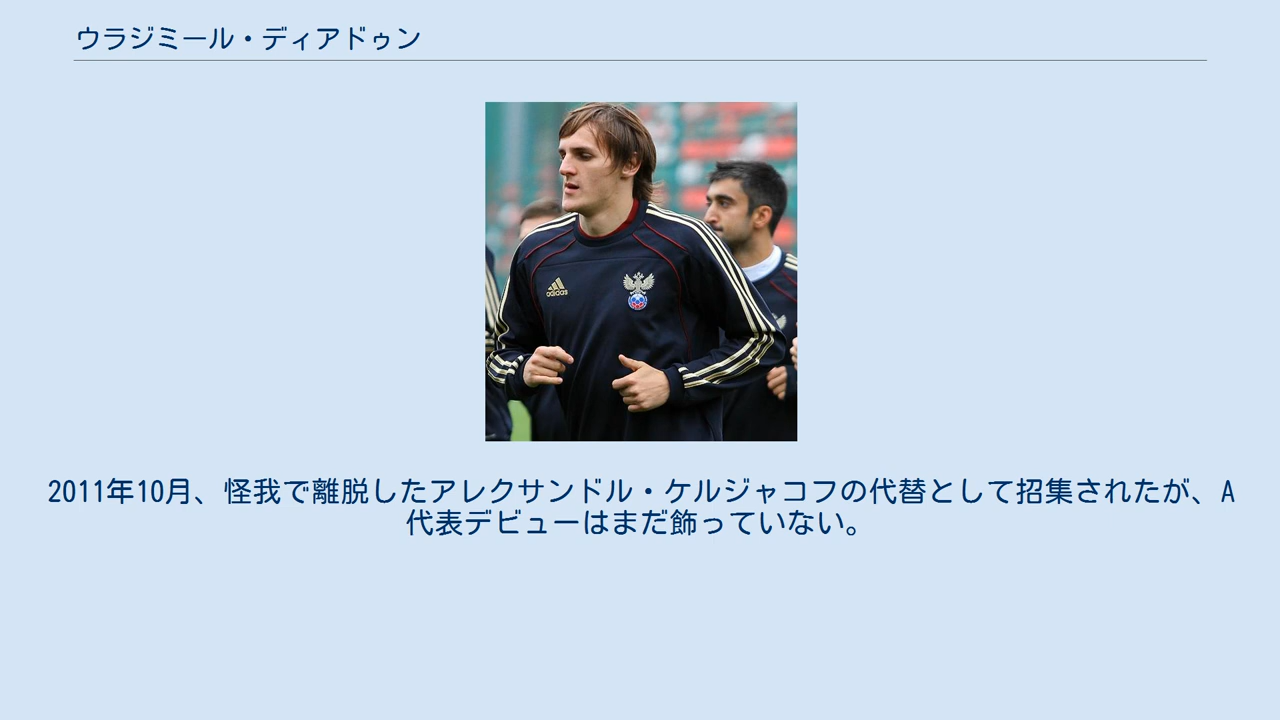 ウラジミール・ディアドゥン
adidas
2011年10月、怪我で離脱したアレクサンドル・ケルジャコフの代替として招集されたが、A
代表デビューはまだ飾っていない。